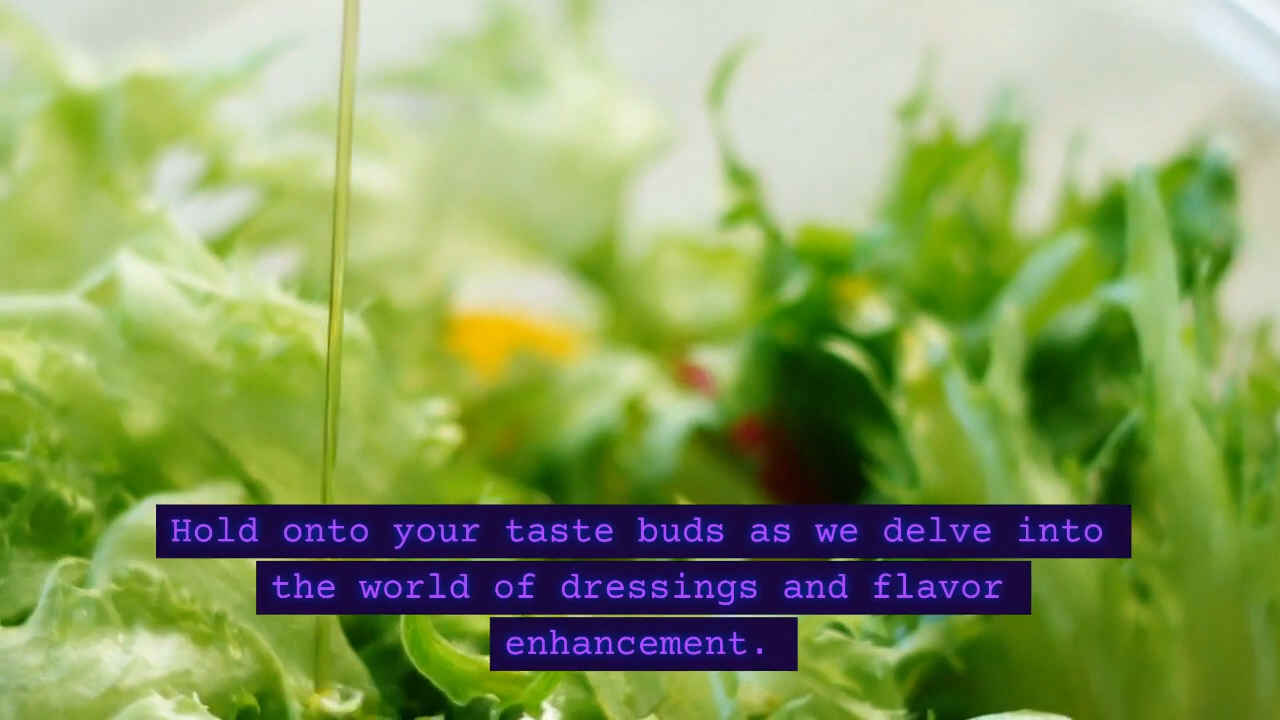 Hold onto your taste buds as we delve into
the world of dressings and flavor
enhancement.